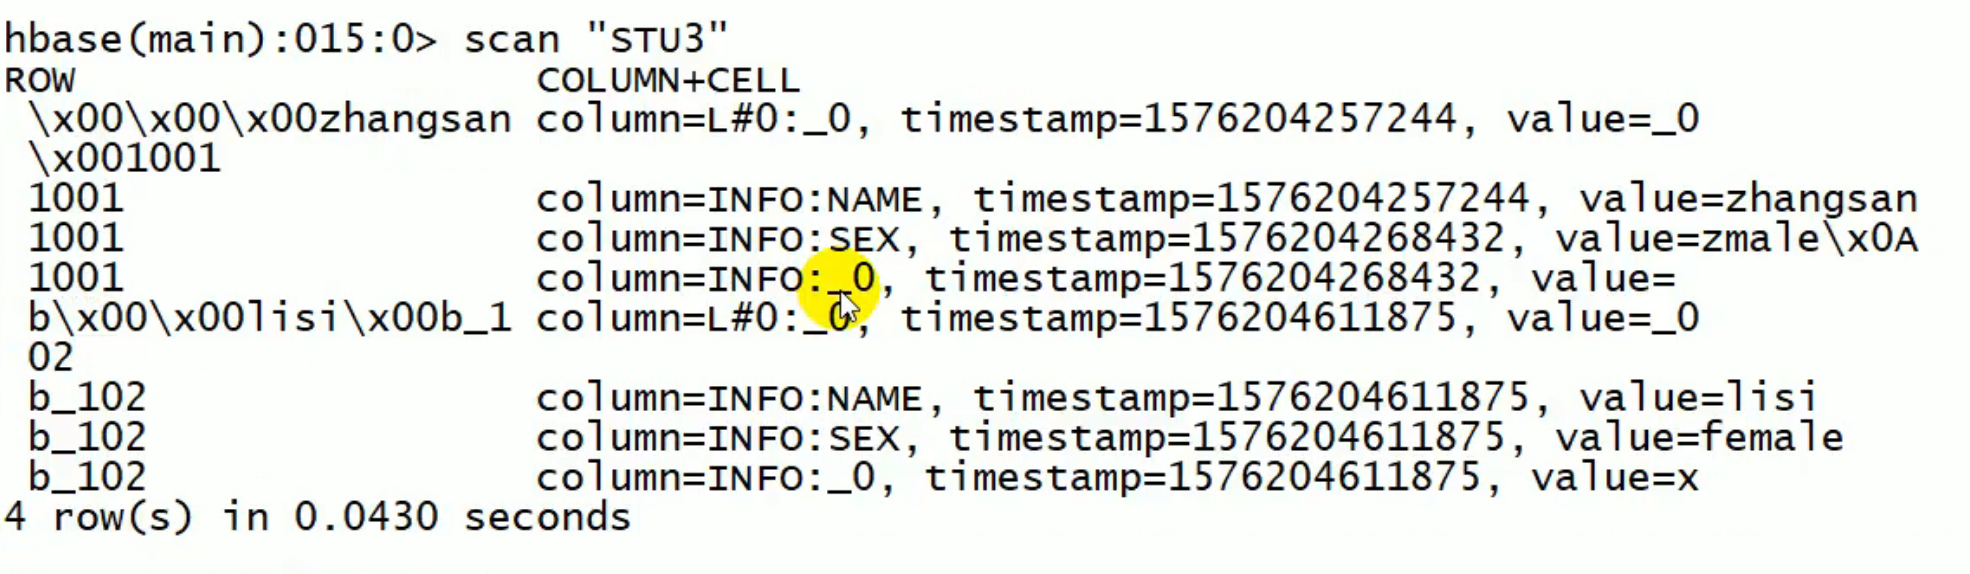 hbase(main):015:0> scan "STU3"
ROW                   COLUMN+CELL
 \x00\x00\x00zhangsan column=L#0:_0, timestamp=1576204257244, value=_0
 \x001001
 1001                 column=INFO:NAME, timestamp=1576204257244, value=zhangsan
 1001                 column=INFO:SEX, timestamp=1576204268432, value=zmale\x0A
 1001                 column=INFO:_0, timestamp=1576204268432, value=
 b\x00\x00lisi\x00b_1 column=L#0:_0, timestamp=1576204611875, value=_0
 02
 b_102                column=INFO:NAME, timestamp=1576204611875, value=lisi
 b_102                column=INFO:SEX, timestamp=1576204611875, value=female
 b_102                column=INFO:_0, timestamp=1576204611875, value=x
4 row(s) in 0.0430 seconds